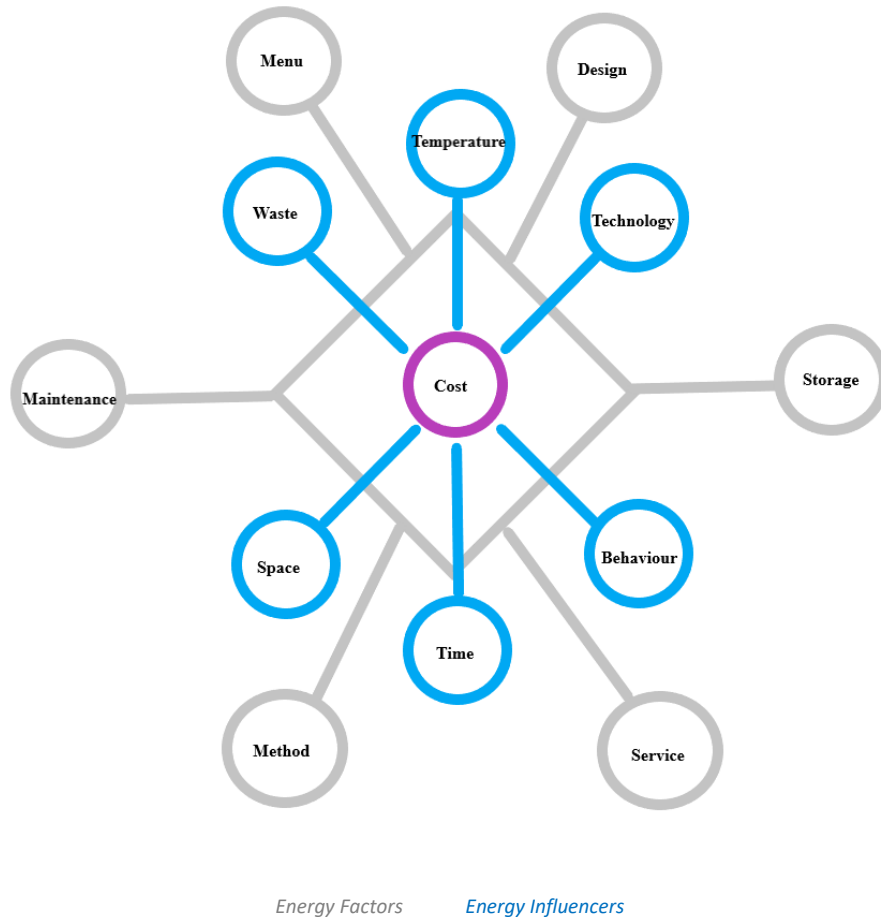 Menu
Design
Temperature
Waste
Technology
Cost
Storage
Maintenance
Space
Behaviour
Time
Method
Service
Energy Factors
Energy Influencers